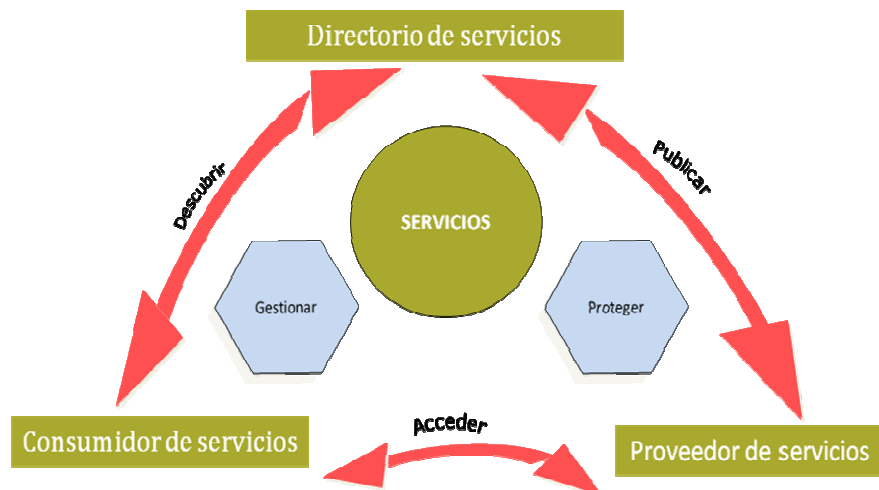 Directorio de servicios
Descubrir
Publicar
SERVICIOS
Gestionar
Proteger
Acceder
Consumidor de servicios
Proveedor de servicios